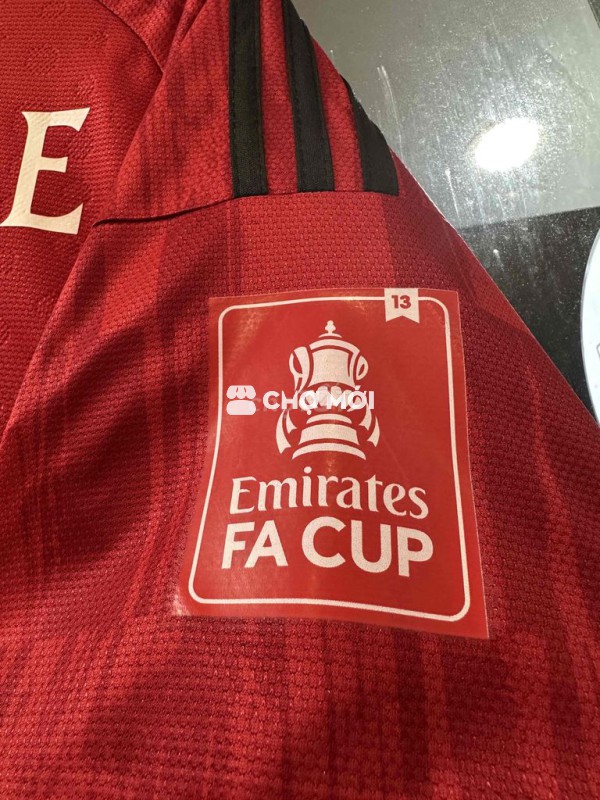 E
13
CHỢ MỚI
Emirates
FA CUP